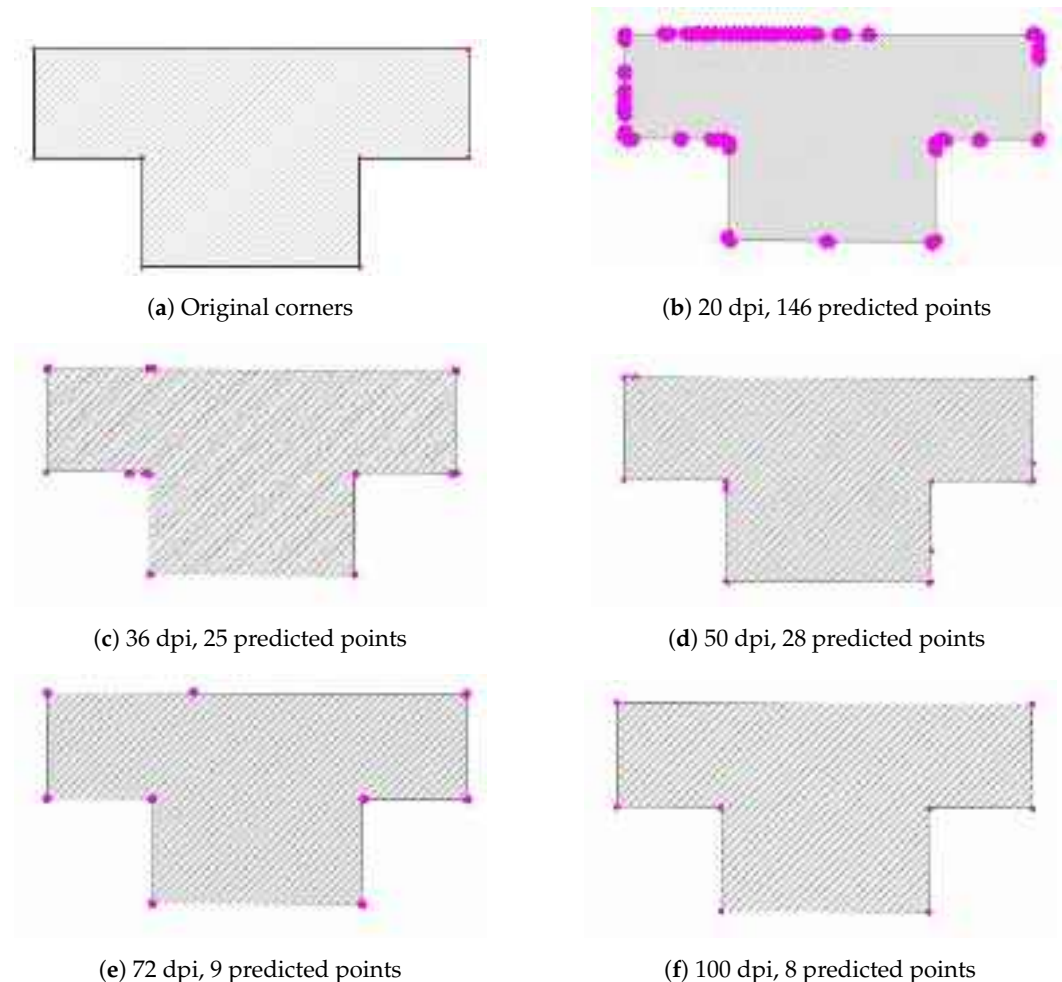 (a) Original corners
(b) 20 dpi, 146 predicted points
(c) 36 dpi, 25 predicted points
(d) 50 dpi, 28 predicted points
(e) 72 dpi, 9 predicted points
(f) 100 dpi, 8 predicted points